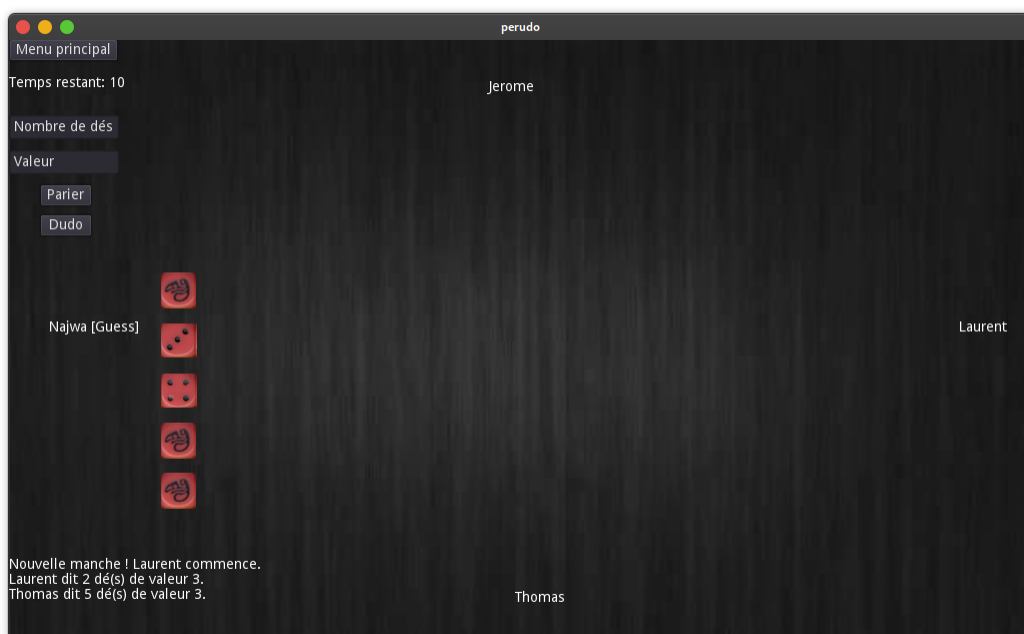 perudo
Menu principal
Temps restant: 10
Jerome
Nombre de dés
Valeur
Parier
Dudo
Najwa [Guess]
Laurent
Nouvelle manche ! Laurent commence.
Laurent dit 2 dé(s) de valeur 3.
Thomas dit 5 dé(s) de valeur 3.
Thomas